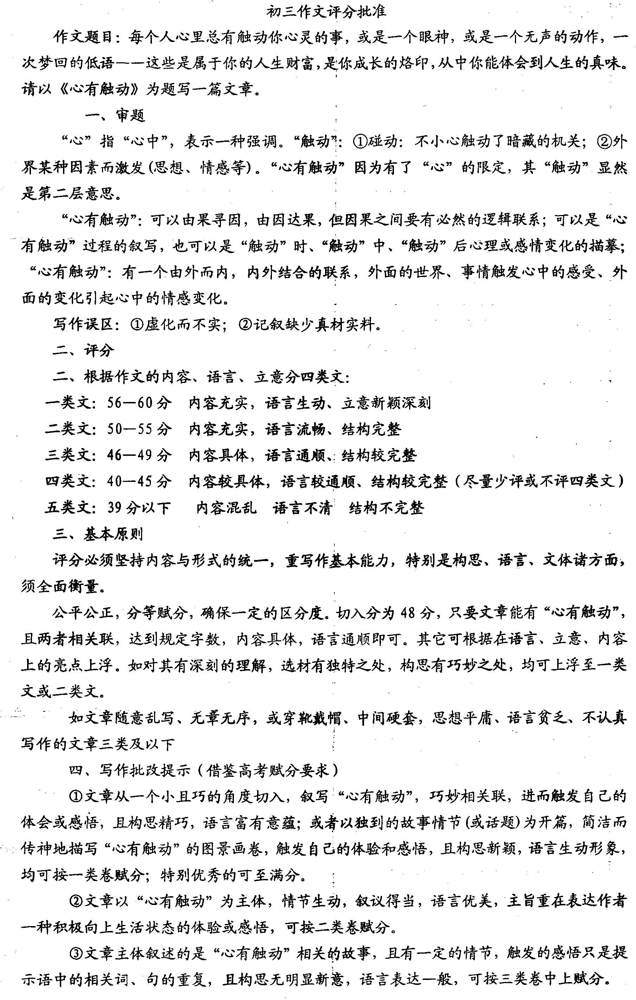 初三作文评分批准
作文题目：每个人心里总有触动你心灵的事，或是一个眼神，或是一个无声的动作，一
次梦回的低语——这些是属于你的人生财富，是你成长的烙印，从中你能体会到人生的真味。
请以《心有触动》为题写一篇文章。
一、审题
“心”指“心中”，表示一种强调。“触动”：①碰动：不小心触动了暗藏的机关；②外
界某种因素而激发(思想、情感等)。“心有触动”因为有了“心”的限定，其“触动”显然
是第二层意思。
“心有触动”：可以由果寻因，由因达果，但因果之间要有必然的逻辑联系；可以是“心
有触动”过程的叙写，也可以是“触动”时、“触动”中、“触动”后心理或感情变化的描摹；
“心有触动”：有一个由外而内，内外结合的联系，外面的世界、事情触发心中的感受、外
面的变化引起心中的情感变化。
写作误区：①虚化而不实；②记叙缺少真材实料。
二、评分
二、根据作文的内容、语言、立意分四类文：
一类文：56—60分 内容充实，语言生动、立意新颖深刻
二类文：50—55分 内容充实，语言流畅、结构完整
三类文：46—49分 内容具体，语言通顺、结构较完整
四类文：40—45分 内容较具体，语言较通顺、结构较完整（尽量少评或不评四类文）
五类文：39分以下 内容混乱 语言不清 结构不完整
三、基本原则
评分必须坚持内容与形式的统一，重写作基本能力，特别是构思、语言、文体诸方面，
须全面衡量。
公平公正，分等赋分，确保一定的区分度。切入分为48分，只要文章能有“心有触动”，
且两者相关联，达到规定字数，内容具体，语言通顺即可。其它可根据在语言、立意、内容
上的亮点上浮。如对其有深刻的理解，选材有独特之处，构思有巧妙之处，均可上浮至一类
文或二类文。
如文章随意乱写、无章无序，或穿靴戴帽、中间硬套，思想平庸、语言贫乏、不认真
写作的文章三类及以下
四、写作批改提示（借鉴高考赋分要求）
①文章从一个小且巧的角度切入，叙写“心有触动”，巧妙相关联，进而触发自己的
体会或感悟，且构思精巧，语言富有意蕴；或者以独到的故事情节(或话题)为开篇，简洁而
传神地描写“心有触动”的图景画卷，触发自己的体验和感悟，且构思新颖，语言生动形象，
均可按一类卷赋分；特别优秀的可至满分。
②文章以“心有触动”为主体，情节生动，叙议得当，语言优美，主旨重在表达作者
一种积极向上生活状态的体验或感悟，可按二类卷赋分。
③文章主体叙述的是“心有触动”相关的故事，且有一定的情节，触发的感悟只是提
示语中的相关词、句的重复，且构思无明显新意，语言表达一般，可按三类卷中上赋分。